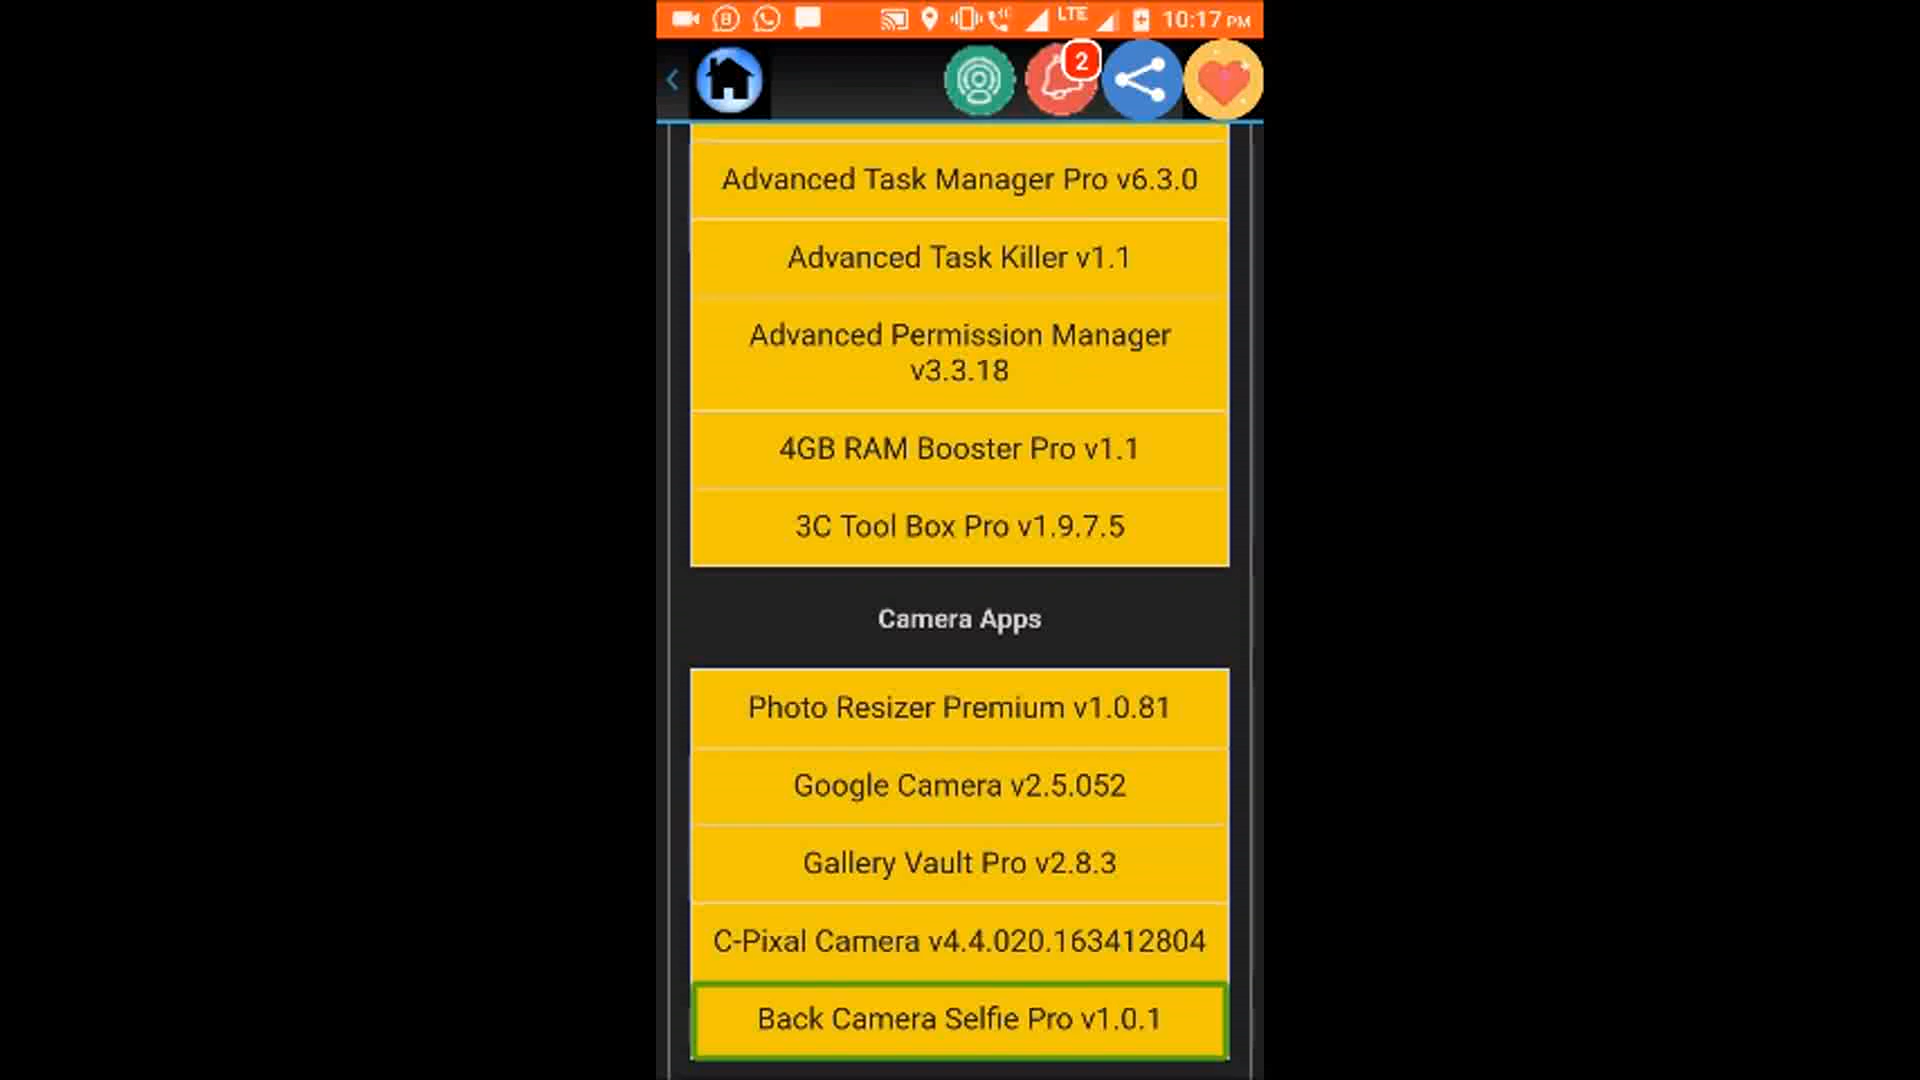 LTE 10:17 PM
2
Advanced Task Manager Pro v6.3.0
Advanced Task Killer v1.1
Advanced Permission Manager
v3.3.18
4GB RAM Booster Pro v1.1
3C Tool Box Pro v1.9.7.5
Camera Apps
Photo Resizer Premium v1.0.81
Google Camera v2.5.052
Gallery Vault Pro v2.8.3
C-Pixal Camera v4.4.020.163412804
Back Camera Selfie Pro v1.0.1